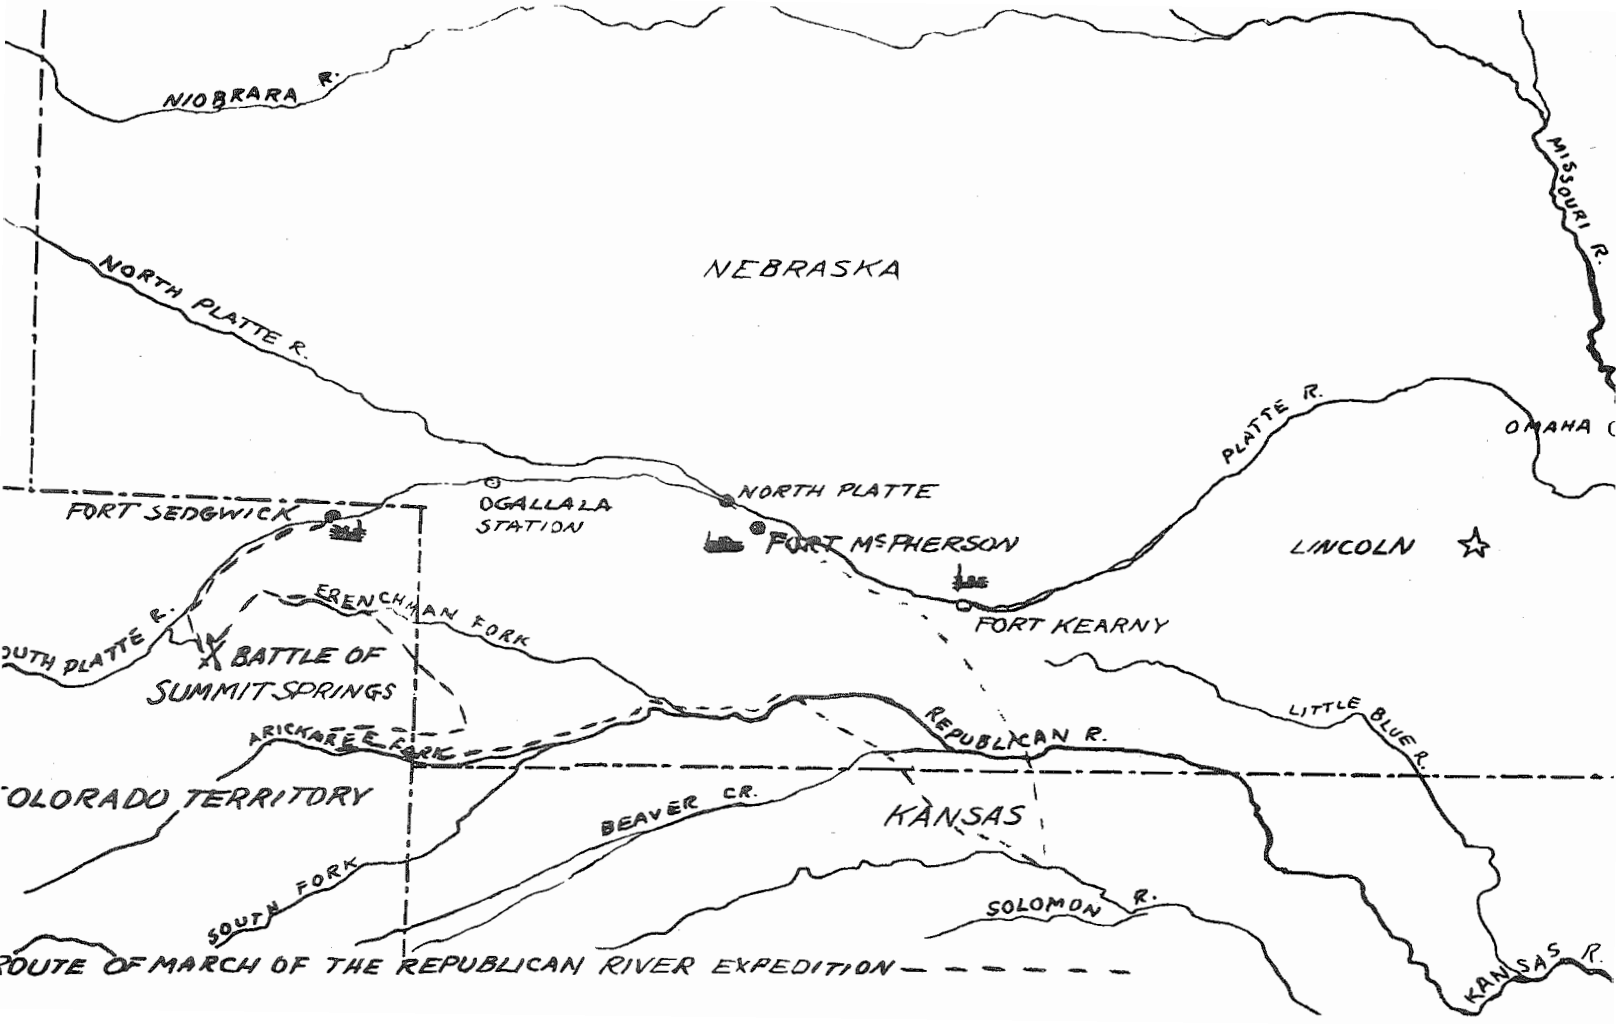 NIOBRARA R.
MISSOURI R.
NORTH PLATTE R.
NEBRASKA
PLATTE R.
OMAHA
FORT SEDGWICK
OGALLALA
STATION
NORTH PLATTE
FORT McPHERSON
LINCOLN
FORT KEARNY
FRENCHMAN FORK
OUTH PLATTE R.
BATTLE OF
SUMMIT SPRINGS
LITTLE BLUE R.
ARICKAREE FORK
REPUBLICAN R.
OLORADO TERRITORY
BEAVER CR.
KANSAS
SOUTH FORK
SOLOMON R.
ROUTE OF MARCH OF THE REPUBLICAN RIVER EXPEDITION
KANSAS R.